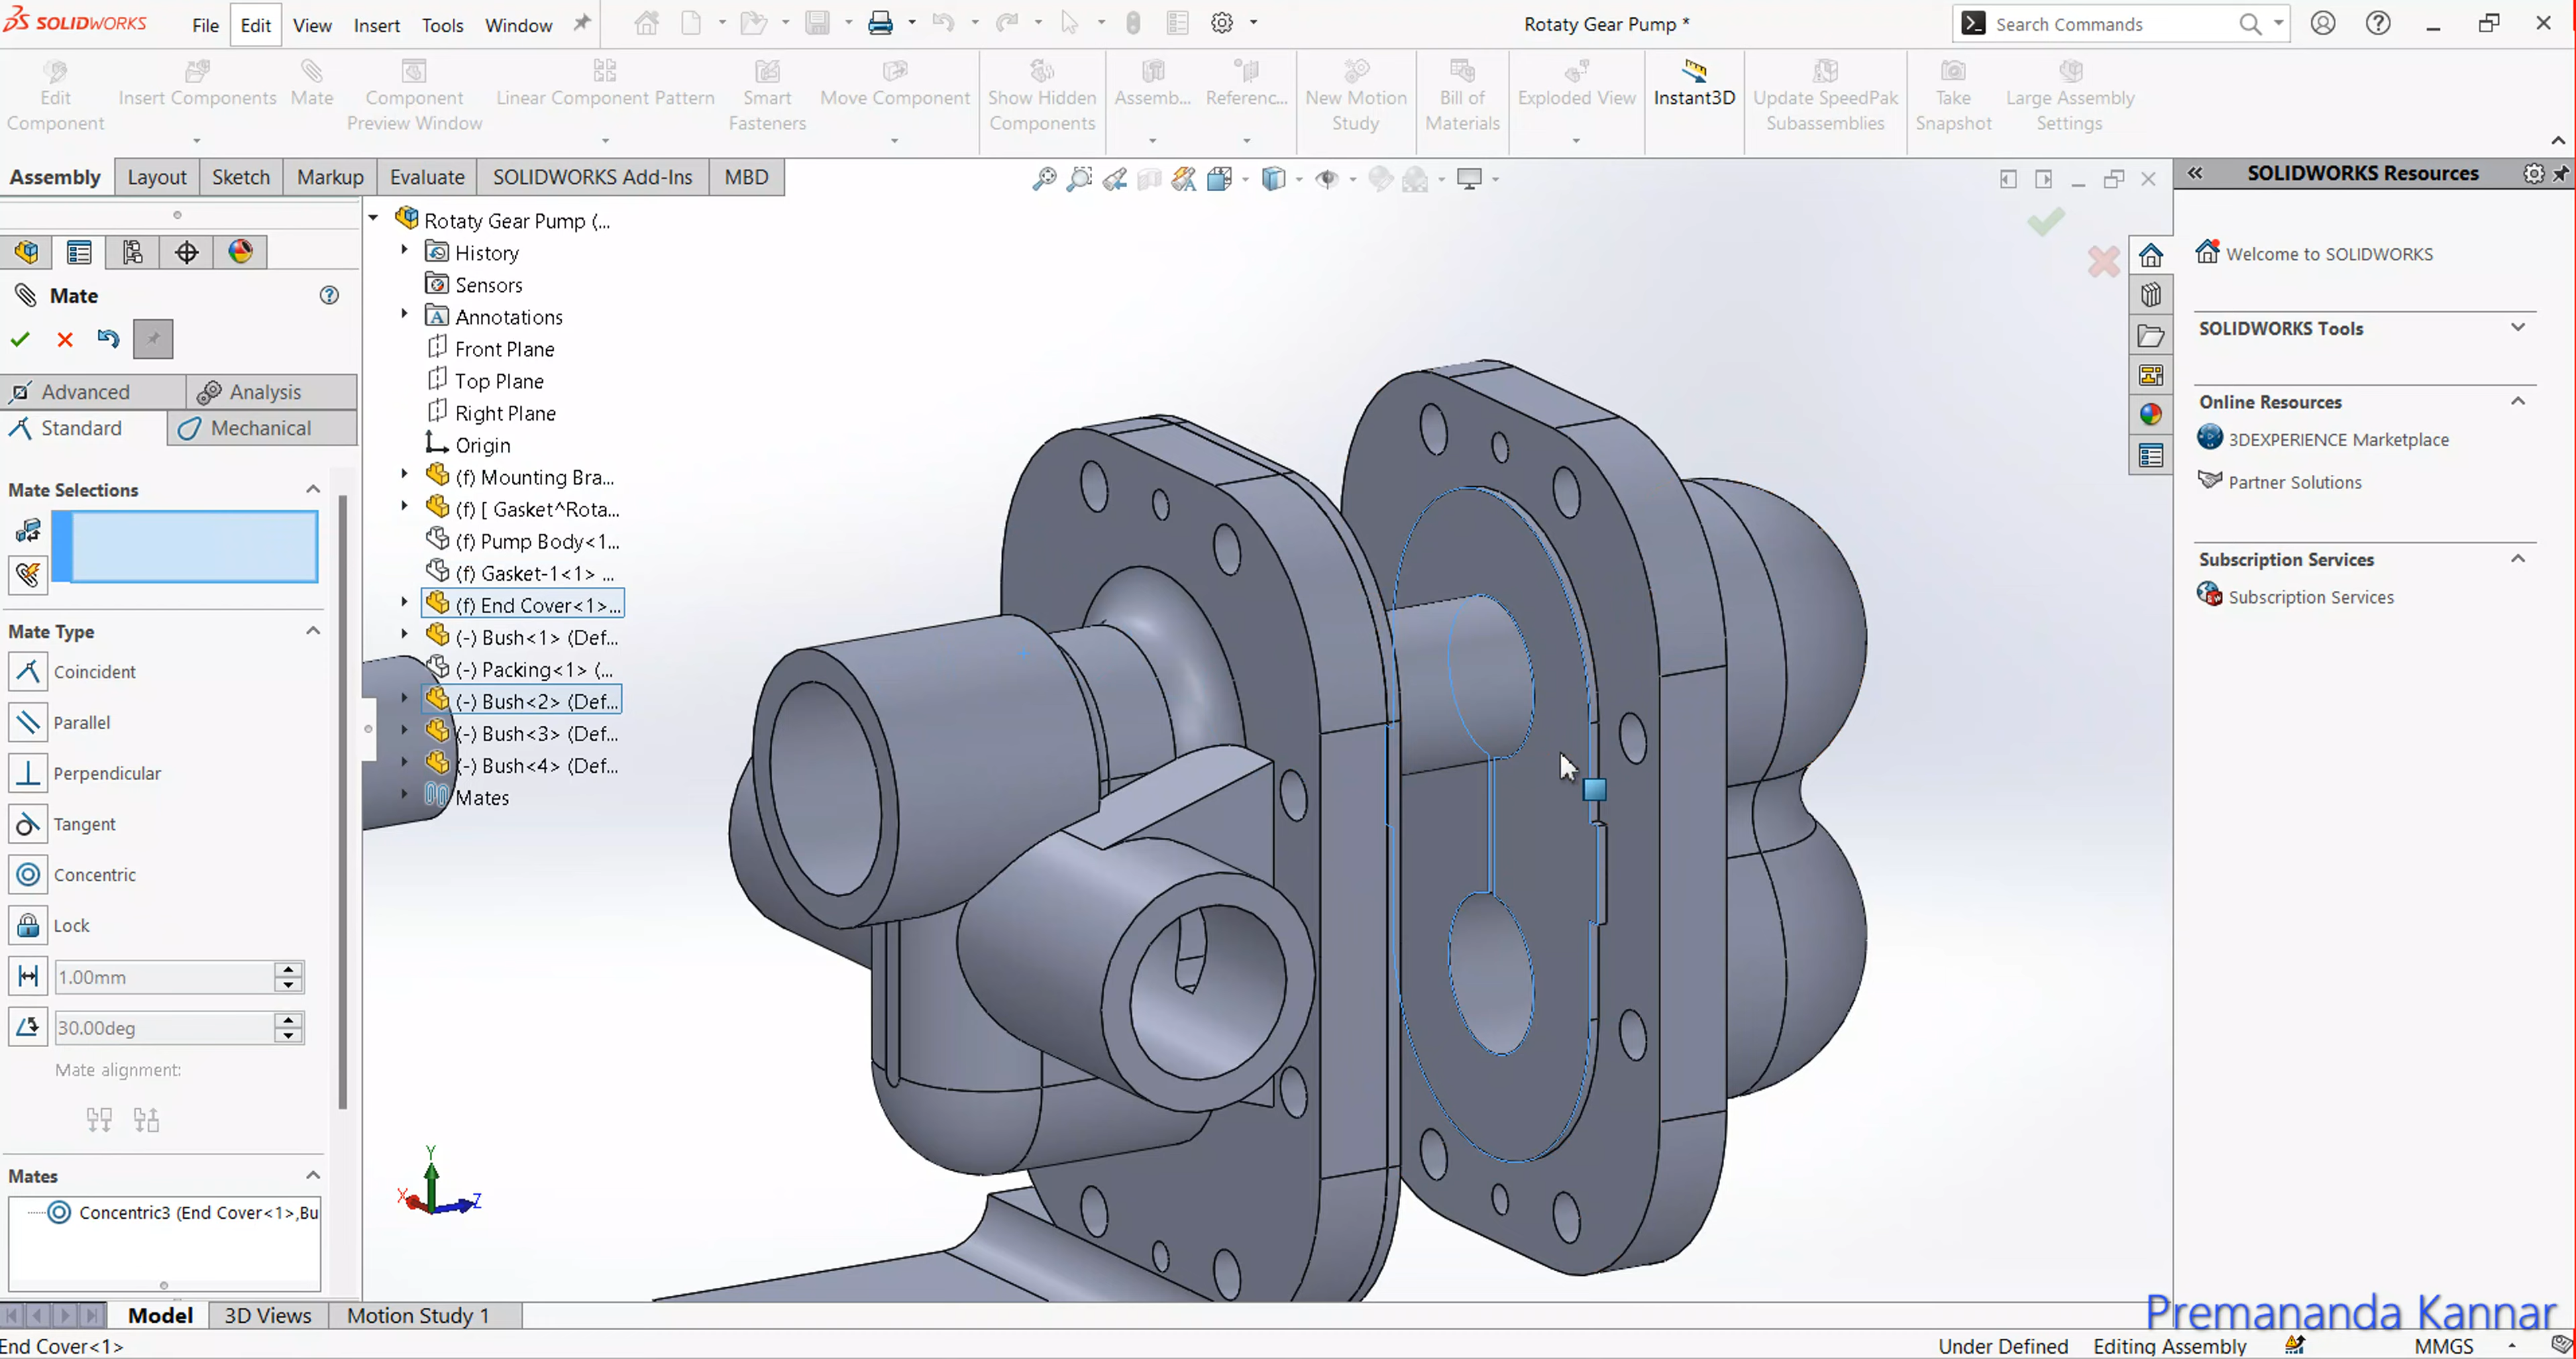 SOLIDWORKS File Edit View Insert Tools Window Rotaty Gear Pump * Search Commands
Edit Component
Insert Components
Mate
Component Preview Window
Linear Component Pattern
Smart Fasteners
Move Component
Show Hidden Components
Assemb...
Referenc...
New Motion Study
Bill of Materials
Exploded View
Instant3D
Update SpeedPak Subassemblies
Take Snapshot
Large Assembly Settings
Assembly Layout Sketch Markup Evaluate SOLIDWORKS Add-Ins MBD
Mate
Advanced Analysis
Standard Mechanical
Mate Selections
Mate Type
Coincident
Parallel
Perpendicular
Tangent
Concentric
Lock
1.00mm
30.00deg
Mate alignment:
Mates
Concentric3 (End Cover<1>,Bu
Rotaty Gear Pump (...
History
Sensors
Annotations
Front Plane
Top Plane
Right Plane
Origin
(f) Mounting Bra...
(f) [ Gasket^Rota...
(f) Pump Body<1...
(f) Gasket-1<1> ...
(f) End Cover<1>...
(-) Bush<1> (Def...
(-) Packing<1> (...
(-) Bush<2> (Def...
(-) Bush<3> (Def...
(-) Bush<4> (Def...
Mates
Y
X
Z
SOLIDWORKS Resources
Welcome to SOLIDWORKS
SOLIDWORKS Tools
Online Resources
3DEXPERIENCE Marketplace
Partner Solutions
Subscription Services
Subscription Services
Model 3D Views Motion Study 1
Premananda Kannar
End Cover<1> Under Defined Editing Assembly MMGS